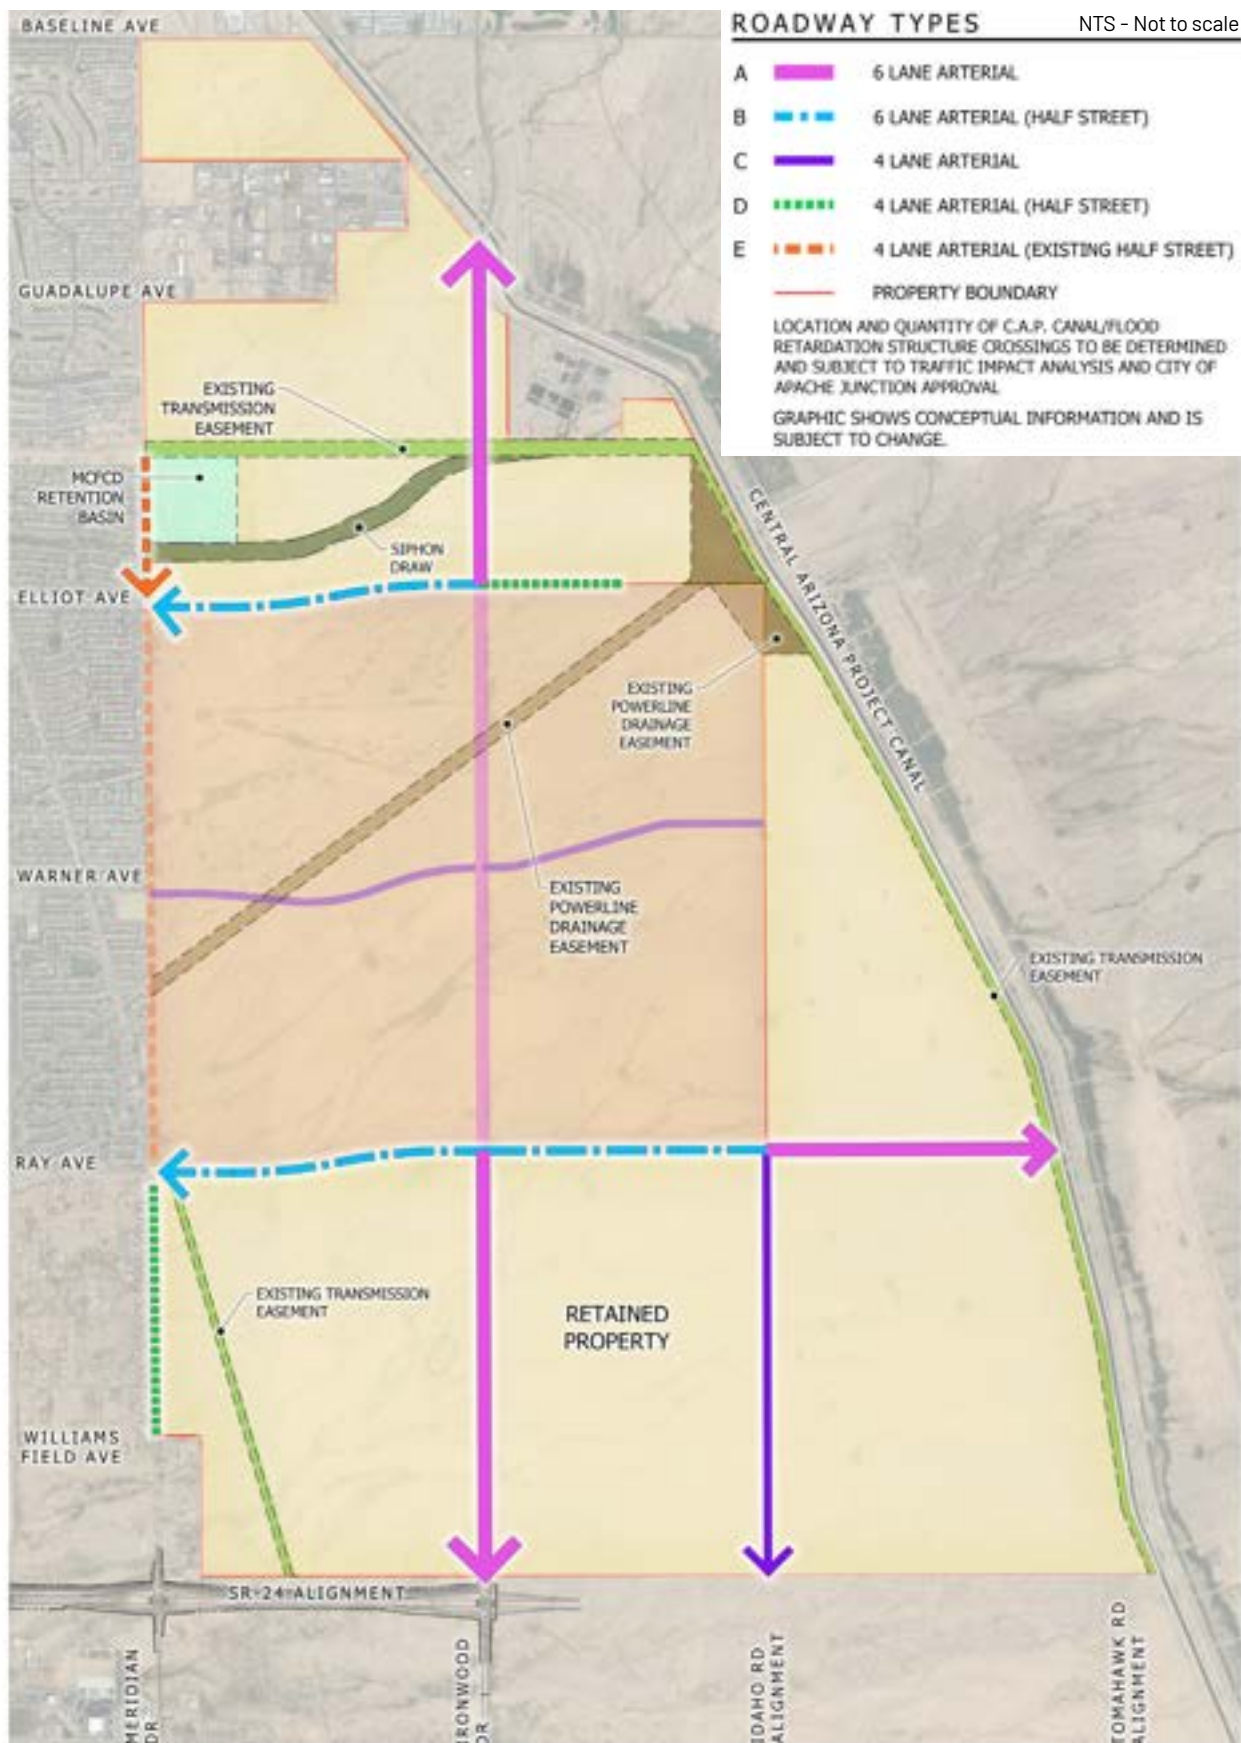 BASELINE AVE
ROADWAY TYPES
NTS - Not to scale
A 6 LANE ARTERIAL
B 6 LANE ARTERIAL (HALF STREET)
C 4 LANE ARTERIAL
D 4 LANE ARTERIAL (HALF STREET)
E 4 LANE ARTERIAL (EXISTING HALF STREET)
PROPERTY BOUNDARY
LOCATION AND QUANTITY OF C.A.P. CANAL/FLOOD
RETARDATION STRUCTURE CROSSINGS TO BE DETERMINED
AND SUBJECT TO TRAFFIC IMPACT ANALYSIS AND CITY OF
APACHE JUNCTION APPROVAL
GRAPHIC SHOWS CONCEPTUAL INFORMATION AND IS
SUBJECT TO CHANGE.
GUADALUPE AVE
EXISTING
TRANSMISSION
EASEMENT
MCFCD
RETENTION
BASIN
SIPHON
DRAW
CENTRAL ARIZONA PROJECT CANAL
ELLIOT AVE
EXISTING
POWERLINE
DRAINAGE
EASEMENT
WARNER AVE
EXISTING
POWERLINE
DRAINAGE
EASEMENT
EXISTING TRANSMISSION
EASEMENT
RAY AVE
EXISTING TRANSMISSION
EASEMENT
RETAINED
PROPERTY
WILLIAMS
FIELD AVE
SR-24 ALIGNMENT
MERIDIAN
DR
IRONWOOD
DR
IDAHO RD
ALIGNMENT
TOMAHAWK RD
ALIGNMENT